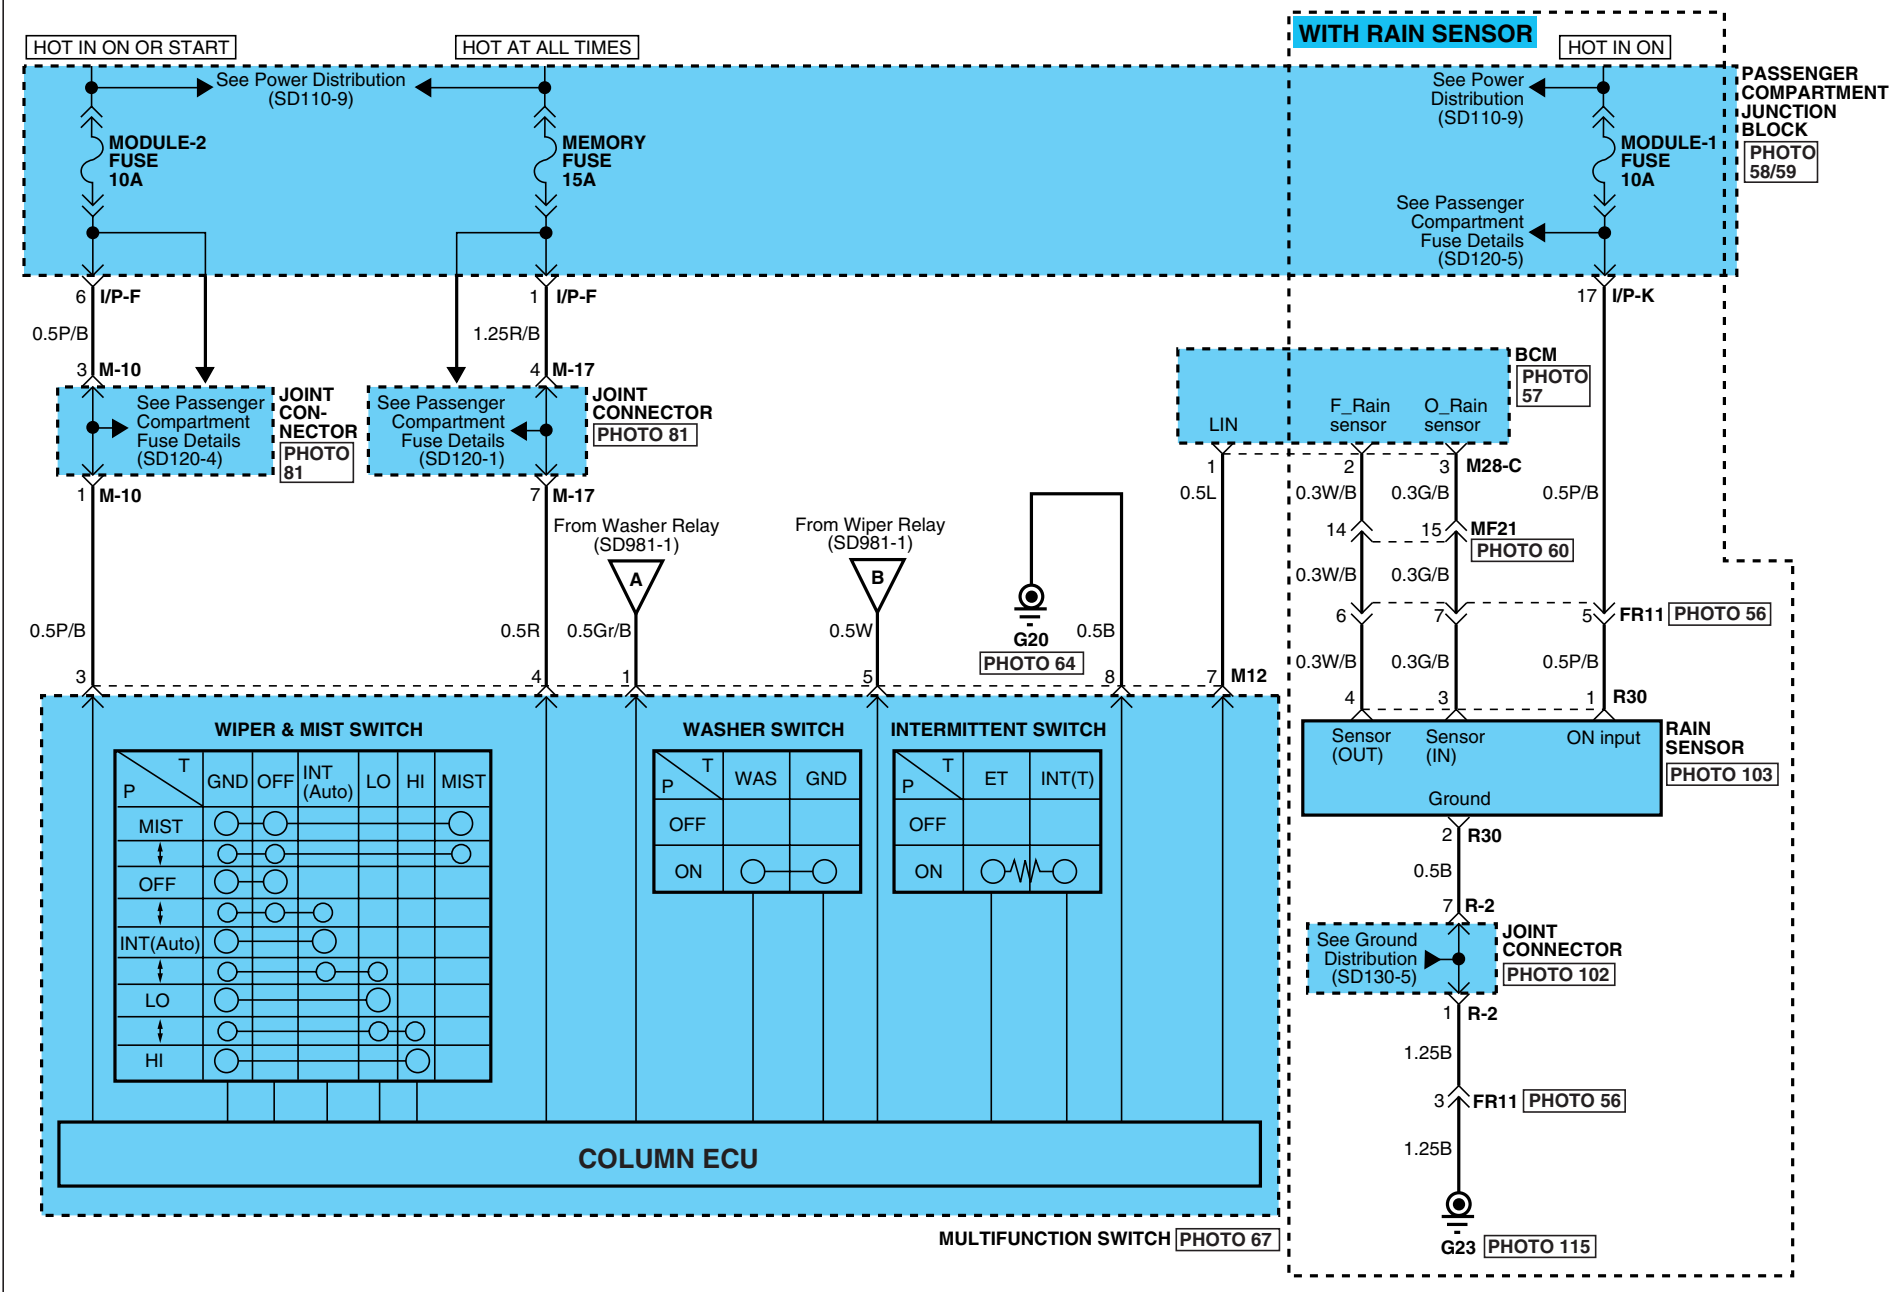 WITH RAIN SENSOR
HOT IN ON OR START
HOT AT ALL TIMES
HOT IN ON
See Power Distribution
(SD110-9)
See Power
Distribution
(SD110-9)
PASSENGER
COMPARTMENT
JUNCTION
BLOCK
PHOTO
58/59
MODULE-2
FUSE
10A
MEMORY
FUSE
15A
MODULE-1
FUSE
10A
See Passenger
Compartment
Fuse Details
(SD120-5)
6 I/P-F
1 I/P-F
17 I/P-K
0.5P/B
1.25R/B
3 M-10
4 M-17
See Passenger
Compartment
Fuse Details
(SD120-4)
JOINT
CON-
NECTOR
PHOTO
81
See Passenger
Compartment
Fuse Details
(SD120-1)
JOINT
CONNECTOR
PHOTO 81
1 M-10
7 M-17
BCM
PHOTO
57
LIN
F_Rain
sensor
O_Rain
sensor
1
2
3 M28-C
0.5L
0.3W/B
0.3G/B
0.5P/B
14
15 MF21
PHOTO 60
0.3W/B
0.3G/B
6
7
5 FR11 PHOTO 56
From Washer Relay
(SD981-1)
A
From Wiper Relay
(SD981-1)
B
G20
PHOTO 64
0.5P/B
0.5R
0.5Gr/B
0.5W
0.5B
0.3W/B
0.3G/B
0.5P/B
3
4
1
5
8
7 M12
4
3
1 R30
Sensor
(OUT)
Sensor
(IN)
ON input
Ground
RAIN
SENSOR
PHOTO 103
WIPER & MIST SWITCH
T
P
GND
OFF
INT
(Auto)
LO
HI
MIST
MIST
OFF
INT(Auto)
LO
HI
WASHER SWITCH
T
P
WAS
GND
OFF
ON
INTERMITTENT SWITCH
T
P
ET
INT(T)
OFF
ON
2 R30
0.5B
7 R-2
See Ground
Distribution
(SD130-5)
JOINT
CONNECTOR
PHOTO 102
1 R-2
1.25B
3 FR11 PHOTO 56
1.25B
G23 PHOTO 115
COLUMN ECU
MULTIFUNCTION SWITCH PHOTO 67